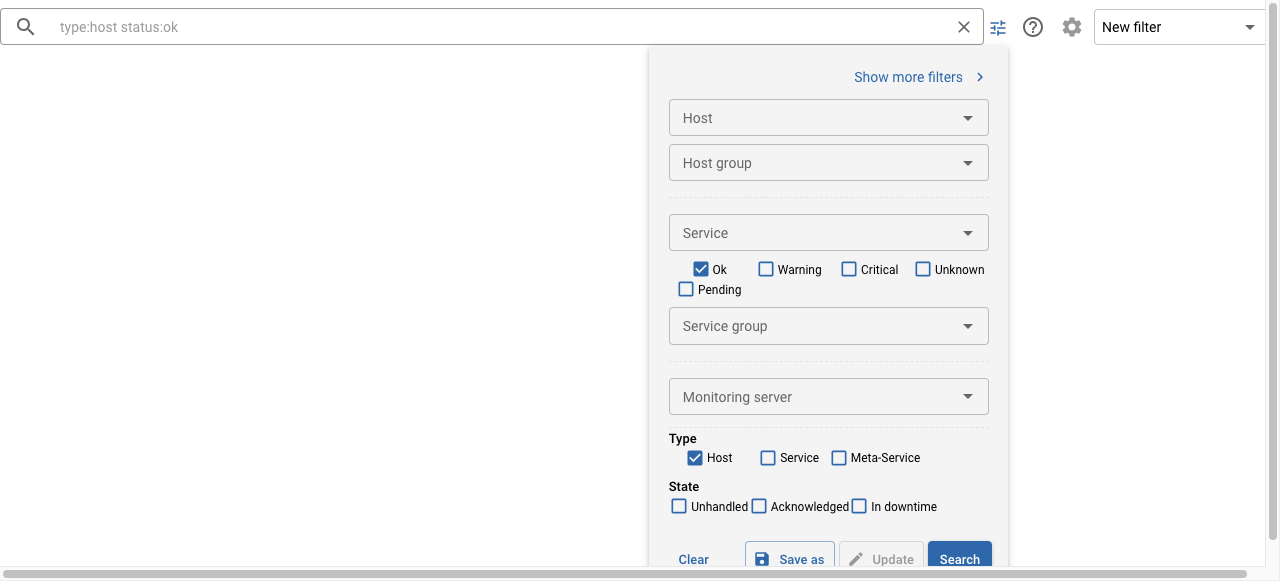 type:host status:ok
New filter
Show more filters
Host
Host group
Service
Ok Warning Critical Unknown
Pending
Service group
Monitoring server
Type
Host Service Meta-Service
State
Unhandled Acknowledged In downtime
Clear Save as Update Search